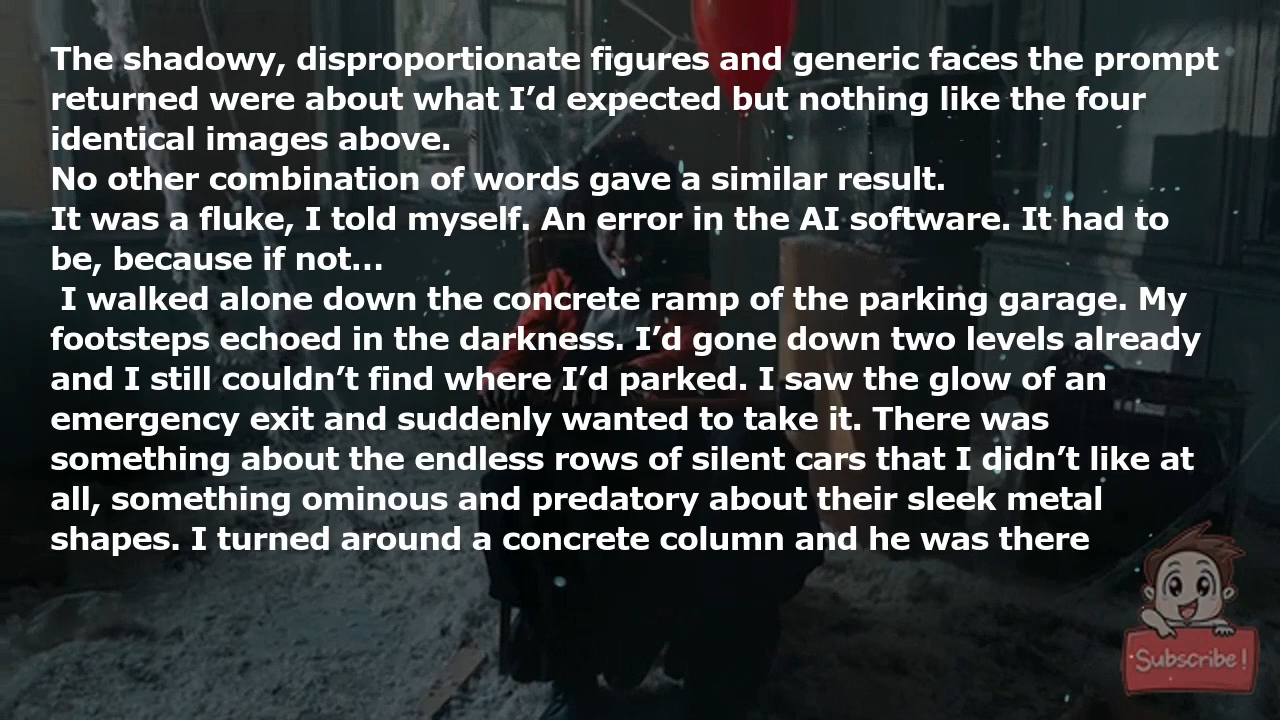 The shadowy, disproportionate figures and generic faces the prompt
returned were about what I’d expected but nothing like the four
identical images above.
No other combination of words gave a similar result.
It was a fluke, I told myself. An error in the AI software. It had to
be, because if not...
I walked alone down the concrete ramp of the parking garage. My
footsteps echoed in the darkness. I’d gone down two levels already
and I still couldn’t find where I’d parked. I saw the glow of an
emergency exit and suddenly wanted to take it. There was
something about the endless rows of silent cars that I didn’t like at
all, something ominous and predatory about their sleek metal
shapes. I turned around a concrete column and he was there
Subscribe!